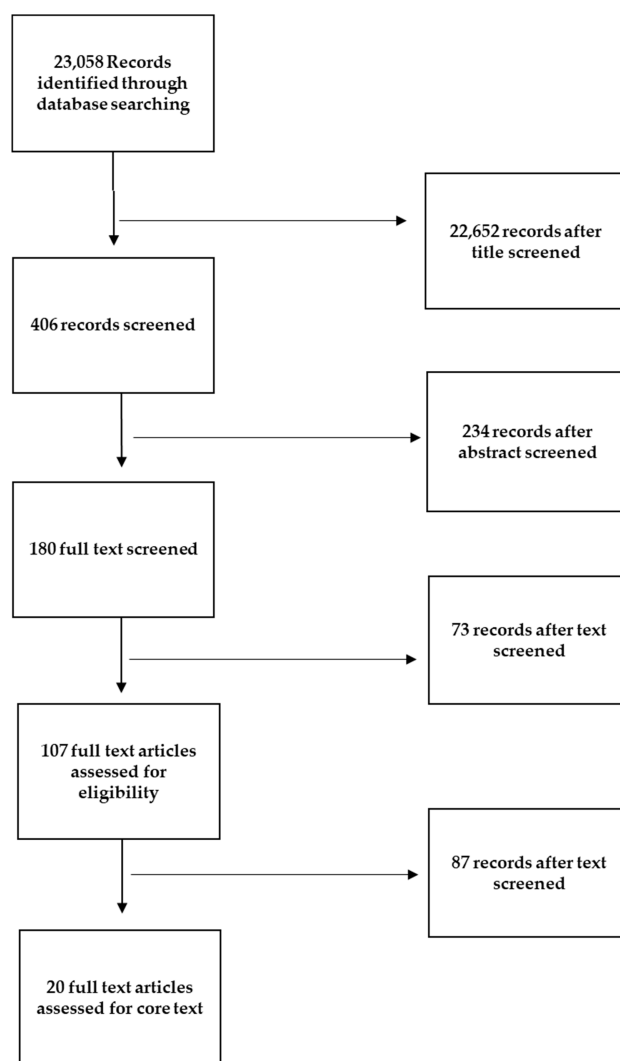 23,058 Records
identified through
database searching
22,652 records after
title screened
406 records screened
234 records after
abstract screened
180 full text screened
73 records after text
screened
107 full text articles
assessed for
eligibility
87 records after text
screened
20 full text articles
assessed for core text